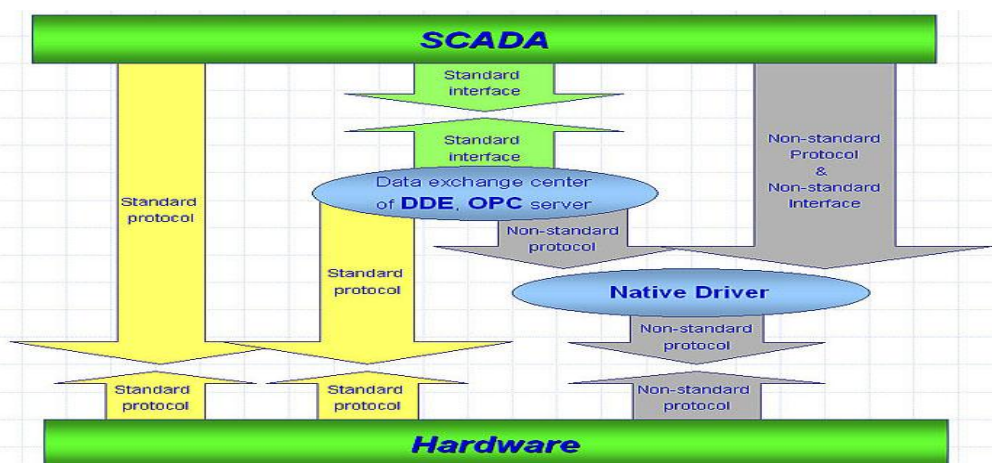 SCADA
Standard
interface
Standard
interface
Non-standard
Protocol
&
Non-standard
Interface
Data exchange center
of DDE, OPC server
Standard
protocol
Non-standard
protocol
Standard
protocol
Native Driver
Non-standard
protocol
Standard
protocol
Standard
protocol
Non-standard
protocol
Hardware